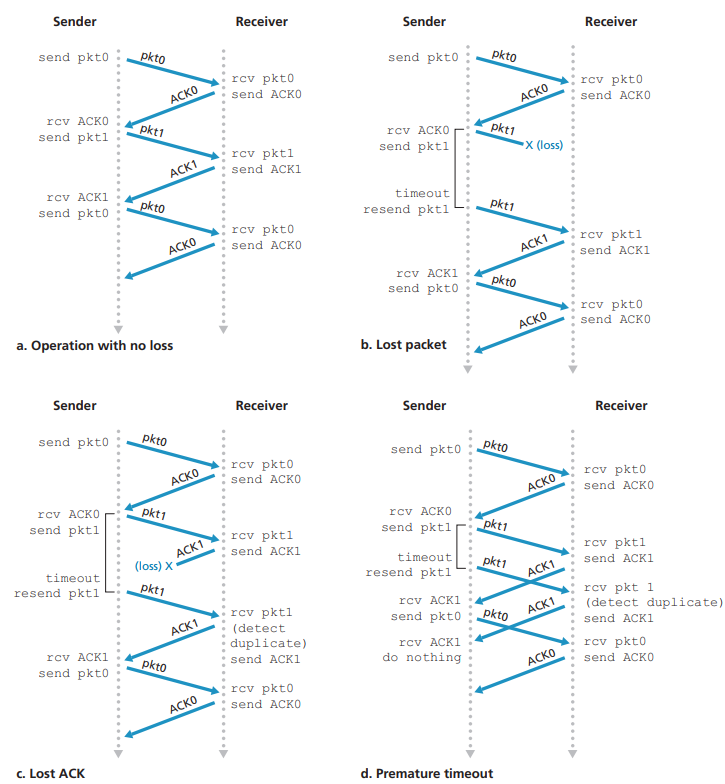 Sender
Receiver
send pkt0
pkt0
rcv pkt0
send ACK0
ACK0
rcv ACK0
send pkt1
pkt1
rcv pkt1
send ACK1
ACK1
rcv ACK1
send pkt0
pkt0
rcv pkt0
send ACK0
ACK0
a. Operation with no loss
Sender
Receiver
send pkt0
pkt0
rcv pkt0
send ACK0
ACK0
rcv ACK0
send pkt1
pkt1
X (loss)
timeout
resend pkt1
pkt1
rcv pkt1
send ACK1
ACK1
rcv ACK1
send pkt0
pkt0
rcv pkt0
send ACK0
ACK0
b. Lost packet
Sender
Receiver
send pkt0
pkt0
rcv pkt0
send ACK0
ACK0
rcv ACK0
send pkt1
pkt1
rcv pkt1
send ACK1
ACK1
(loss) X
timeout
resend pkt1
pkt1
rcv pkt1
(detect
duplicate)
send ACK1
ACK1
rcv ACK1
send pkt0
pkt0
rcv pkt0
send ACK0
ACK0
c. Lost ACK
Sender
Receiver
send pkt0
pkt0
rcv pkt0
send ACK0
ACK0
rcv ACK0
send pkt1
pkt1
rcv pkt1
send ACK1
timeout
resend pkt1
pkt1
ACK1
rcv pkt 1
(detect duplicate)
send ACK1
rcv ACK1
send pkt0
pkt0
ACK1
rcv pkt0
send ACK0
rcv ACK1
do nothing
ACK0
d. Premature timeout